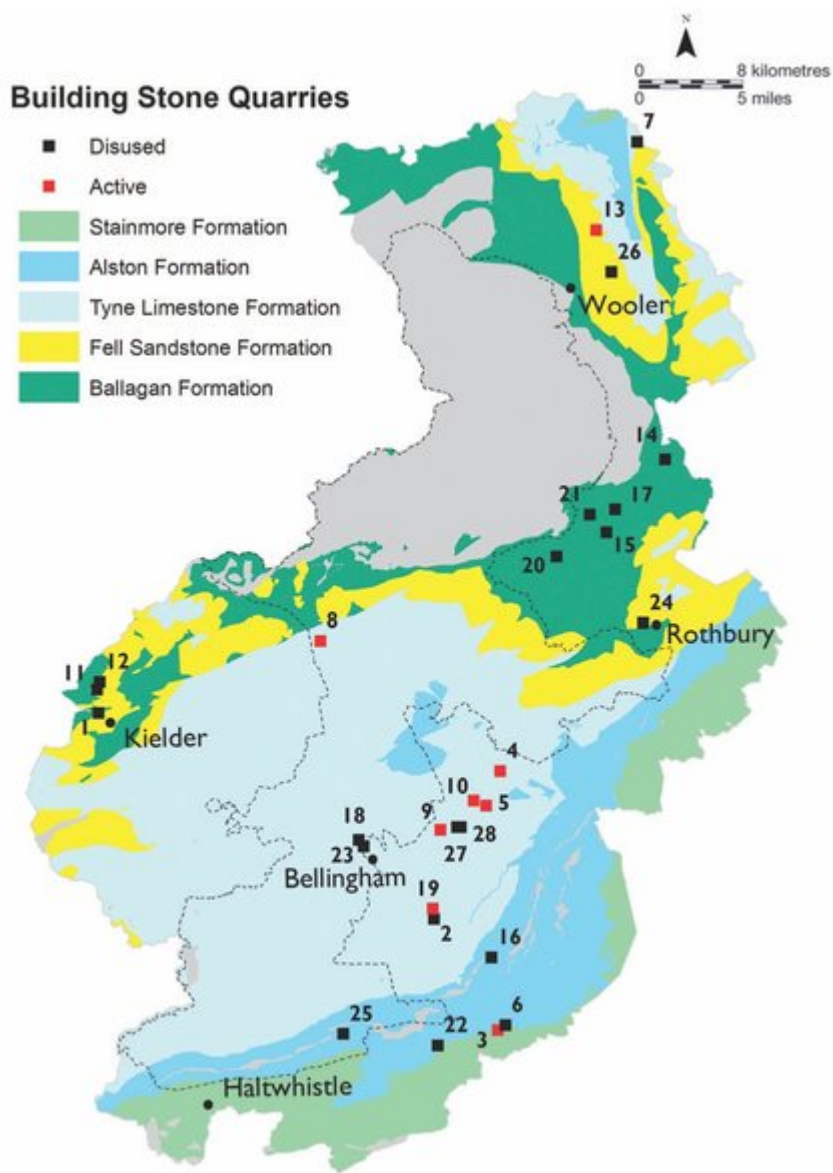 N
0 8 kilometres
0 5 miles
Building Stone Quarries
Disused
Active
Stainmore Formation
Alston Formation
Tyne Limestone Formation
Fell Sandstone Formation
Ballagan Formation
7
13
26
Wooler
14
21 17
15
20
24
Rothbury
8
11 12
1
Kielder
4
10
5
9
18
28
27
23
Bellingham
19
2
16
25
6
22
3
Haltwhistle